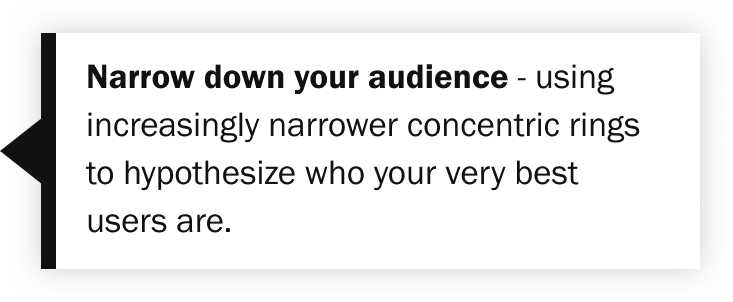 Narrow down your audience - using
increasingly narrower concentric rings
to hypothesize who your very best
users are.